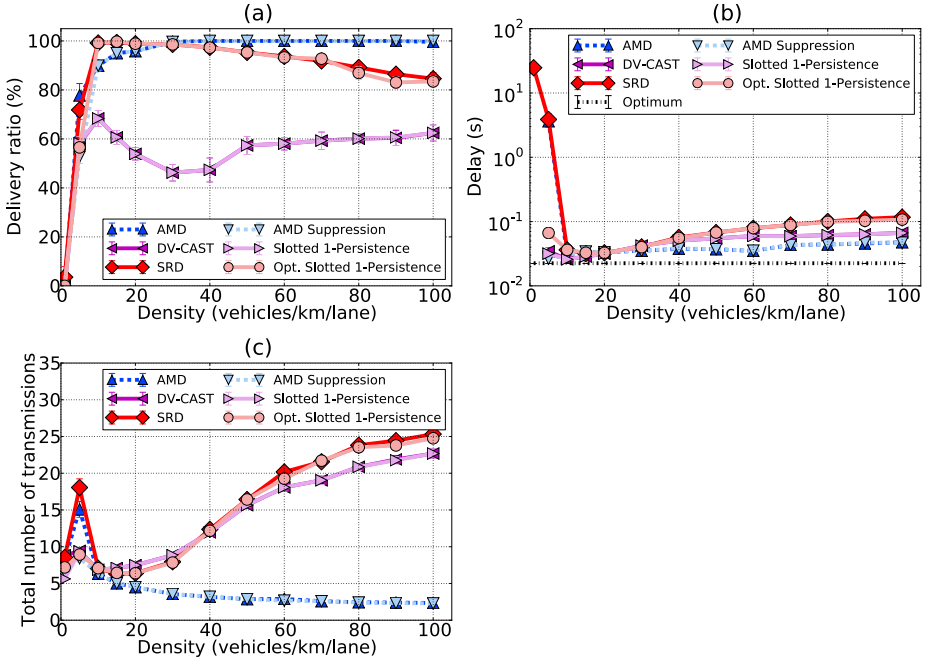 (a)
Delivery ratio (%)
100
80
60
40
20
0
AMD
DV-CAST
SRD
AMD Suppression
Slotted 1-Persistence
Opt. Slotted 1-Persistence
0 20 40 60 80 100
Density (vehicles/km/lane)
(b)
Delay (s)
10^2
10^1
10^0
10^-1
10^-2
AMD
DV-CAST
SRD
Optimum
AMD Suppression
Slotted 1-Persistence
Opt. Slotted 1-Persistence
0 20 40 60 80 100
Density (vehicles/km/lane)
(c)
Total number of transmissions
35
30
25
20
15
10
5
0
AMD
DV-CAST
SRD
AMD Suppression
Slotted 1-Persistence
Opt. Slotted 1-Persistence
0 20 40 60 80 100
Density (vehicles/km/lane)